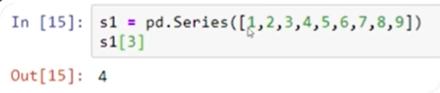 In [15]: s1 = pd.Series([1,2,3,4,5,6,7,8,9])
s1[3]
Out[15]: 4